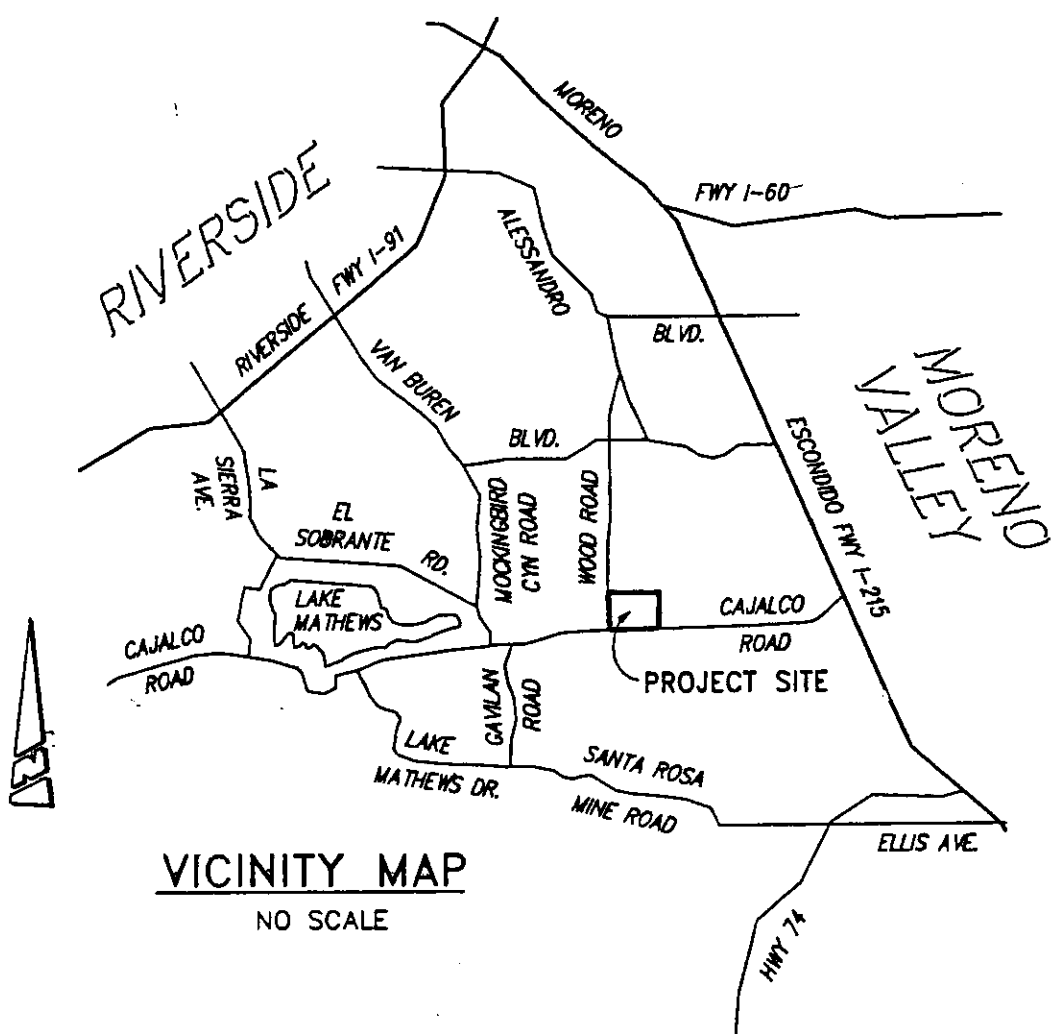 MORENO
FWY I-60
RIVERSIDE
ALESSANDRO
BLVD.
RIVERSIDE FWY I-91
VAN BUREN
BLVD.
MORENO
VALLEY
ESCONDIDO FWY I-215
LA
SIERRA
AVE.
EL
SOBRANTE
RD.
MOCKINGBIRD
CYN ROAD
WOOD ROAD
LAKE
MATHEWS
CAJALCO
ROAD
CAJALCO
ROAD
PROJECT SITE
GAVILAN
ROAD
LAKE
MATHEWS DR.
SANTA ROSA
MINE ROAD
ELLIS AVE.
HWY 74
N
VICINITY MAP
NO SCALE